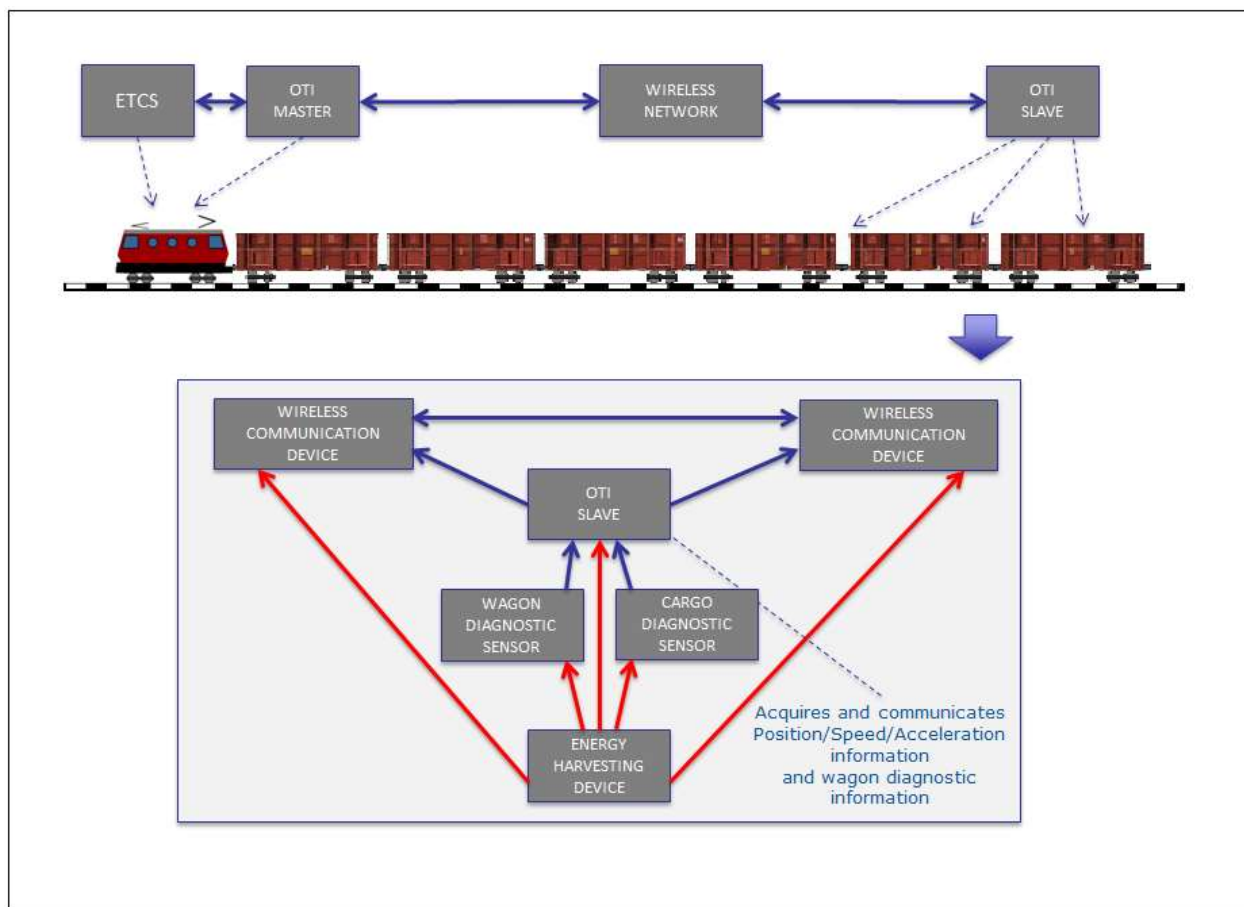 ETCS
OTI
MASTER
WIRELESS
NETWORK
OTI
SLAVE
WIRELESS
COMMUNICATION
DEVICE
WIRELESS
COMMUNICATION
DEVICE
OTI
SLAVE
WAGON
DIAGNOSTIC
SENSOR
CARGO
DIAGNOSTIC
SENSOR
ENERGY
HARVESTING
DEVICE
Acquires and communicates
Position/Speed/Acceleration
information
and wagon diagnostic
information